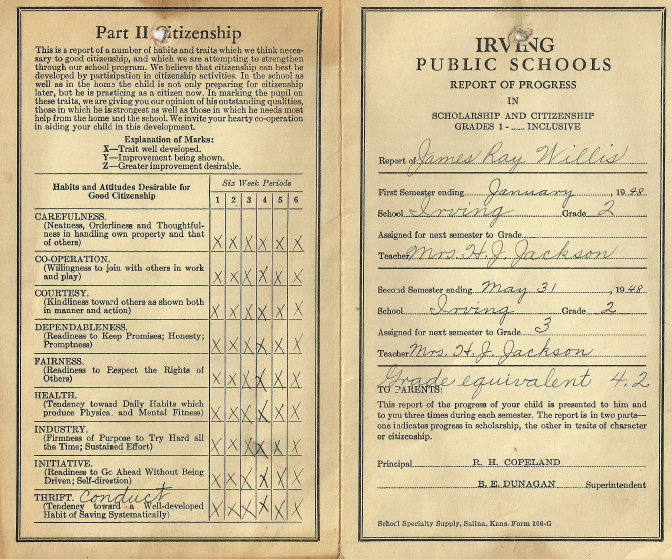 Part II Citizenship
This is a report of a number of habits and traits which we think neces-
sary to good citizenship, and which we are attempting to strengthen
through our school program. We believe that citizenship can best be
developed by participation in citizenship activities. In the school
as well as in the home the child is not only preparing for citizenship
later, but he is practicing as a citizen now. In marking the pupil on
these traits, we are giving you our opinion of his outstanding qualities,
those in which he is strongest as well as those in which he needs most
help from the home and the school. We invite your hearty co-operation
in aiding your child in this development.
Explanation of Marks:
X—Trait well developed.
Y—Improvement being shown.
Z—Greater improvement desirable.
Habits and Attitudes Desirable for
Good Citizenship
Six Week Periods
1 2 3 4 5 6
CAREFULNESS.
(Neatness, Orderliness and Thoughtful-
ness in handling own property and that
of others) X X X X X X
CO-OPERATION.
(Willingness to join with others in work
and play) X X X X X X
COURTESY.
(Kindliness toward others as shown both
in manner and action) X X X X X X
DEPENDABLENESS.
(Readiness to Keep Promises; Honesty;
Promptness) X X X X X X
FAIRNESS.
(Readiness to Respect the Rights of
Others) X X X X X X
HEALTH.
(Tendency toward Daily Habits which
produce Physica. and Mental Fitness) X X X X X X
INDUSTRY.
(Firmness of Purpose to Try Hard all
the Time; Sustained Effort) X X X X X X
INITIATIVE.
(Readiness to Go Ahead Without Being
Driven; Self-direction) X X X X X X
THRIFT. Conduct
(Tendency toward a Well-developed
Habit of Saving Systematically) X X X X X X
IRVING
PUBLIC SCHOOLS
REPORT OF PROGRESS
IN
SCHOLARSHIP AND CITIZENSHIP
GRADES 1 - ...... INCLUSIVE
Report of James Ray Willis
First Semester ending January, 1948
School Irving Grade 2
Assigned for next semester to Grade
Teacher Mrs. H. J. Jackson
Second Semester ending May 31, 1948
School Irving Grade 2
Assigned for next semester to Grade 3
Teacher Mrs. H. J. Jackson
Grade equivalent 4.2
TO PARENTS:
This report of the progress of your child is presented to him and
to you three times during each semester. The report is in two parts—
one indicates progress in scholarship, the other in traits of character
or citizenship.
Principal R. H. COPELAND
B. E. DUNAGAN Superintendent
School Specialty Supply, Salina, Kans. Form 106-G